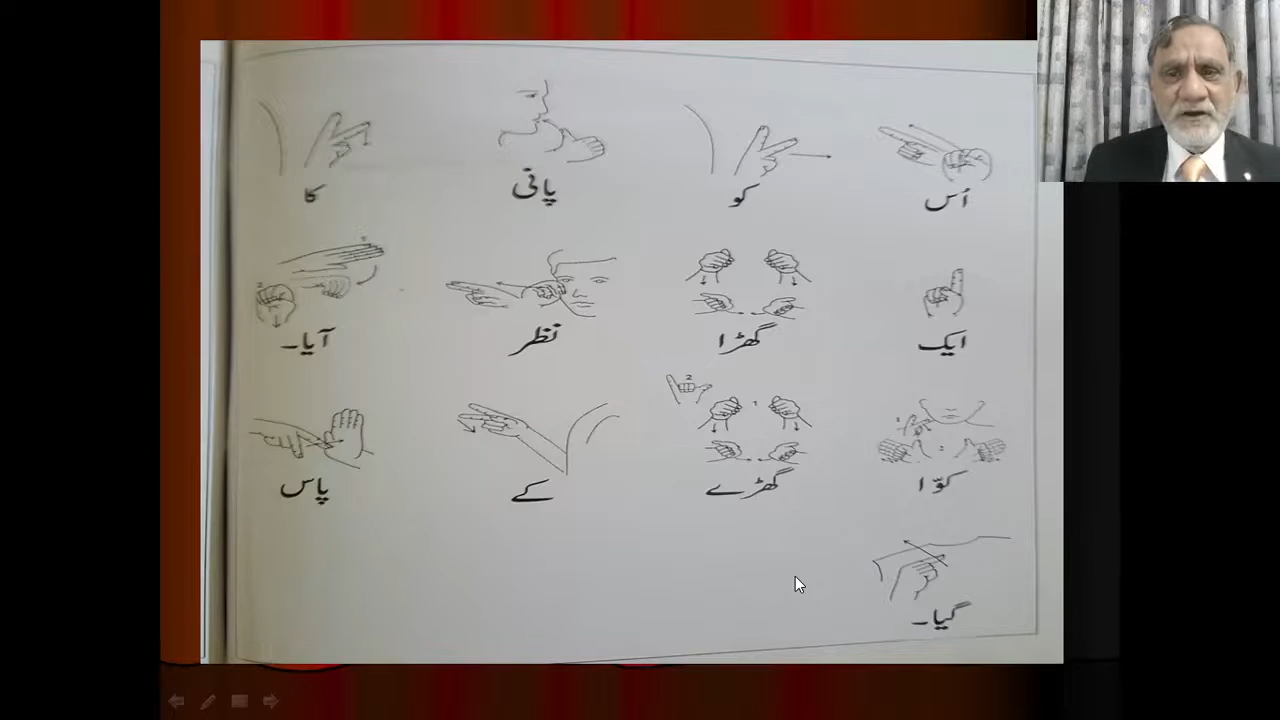 اُس کو پانی کا
ایک گھڑا نظر آیا۔
کوّا گھڑے کے پاس
گیا۔